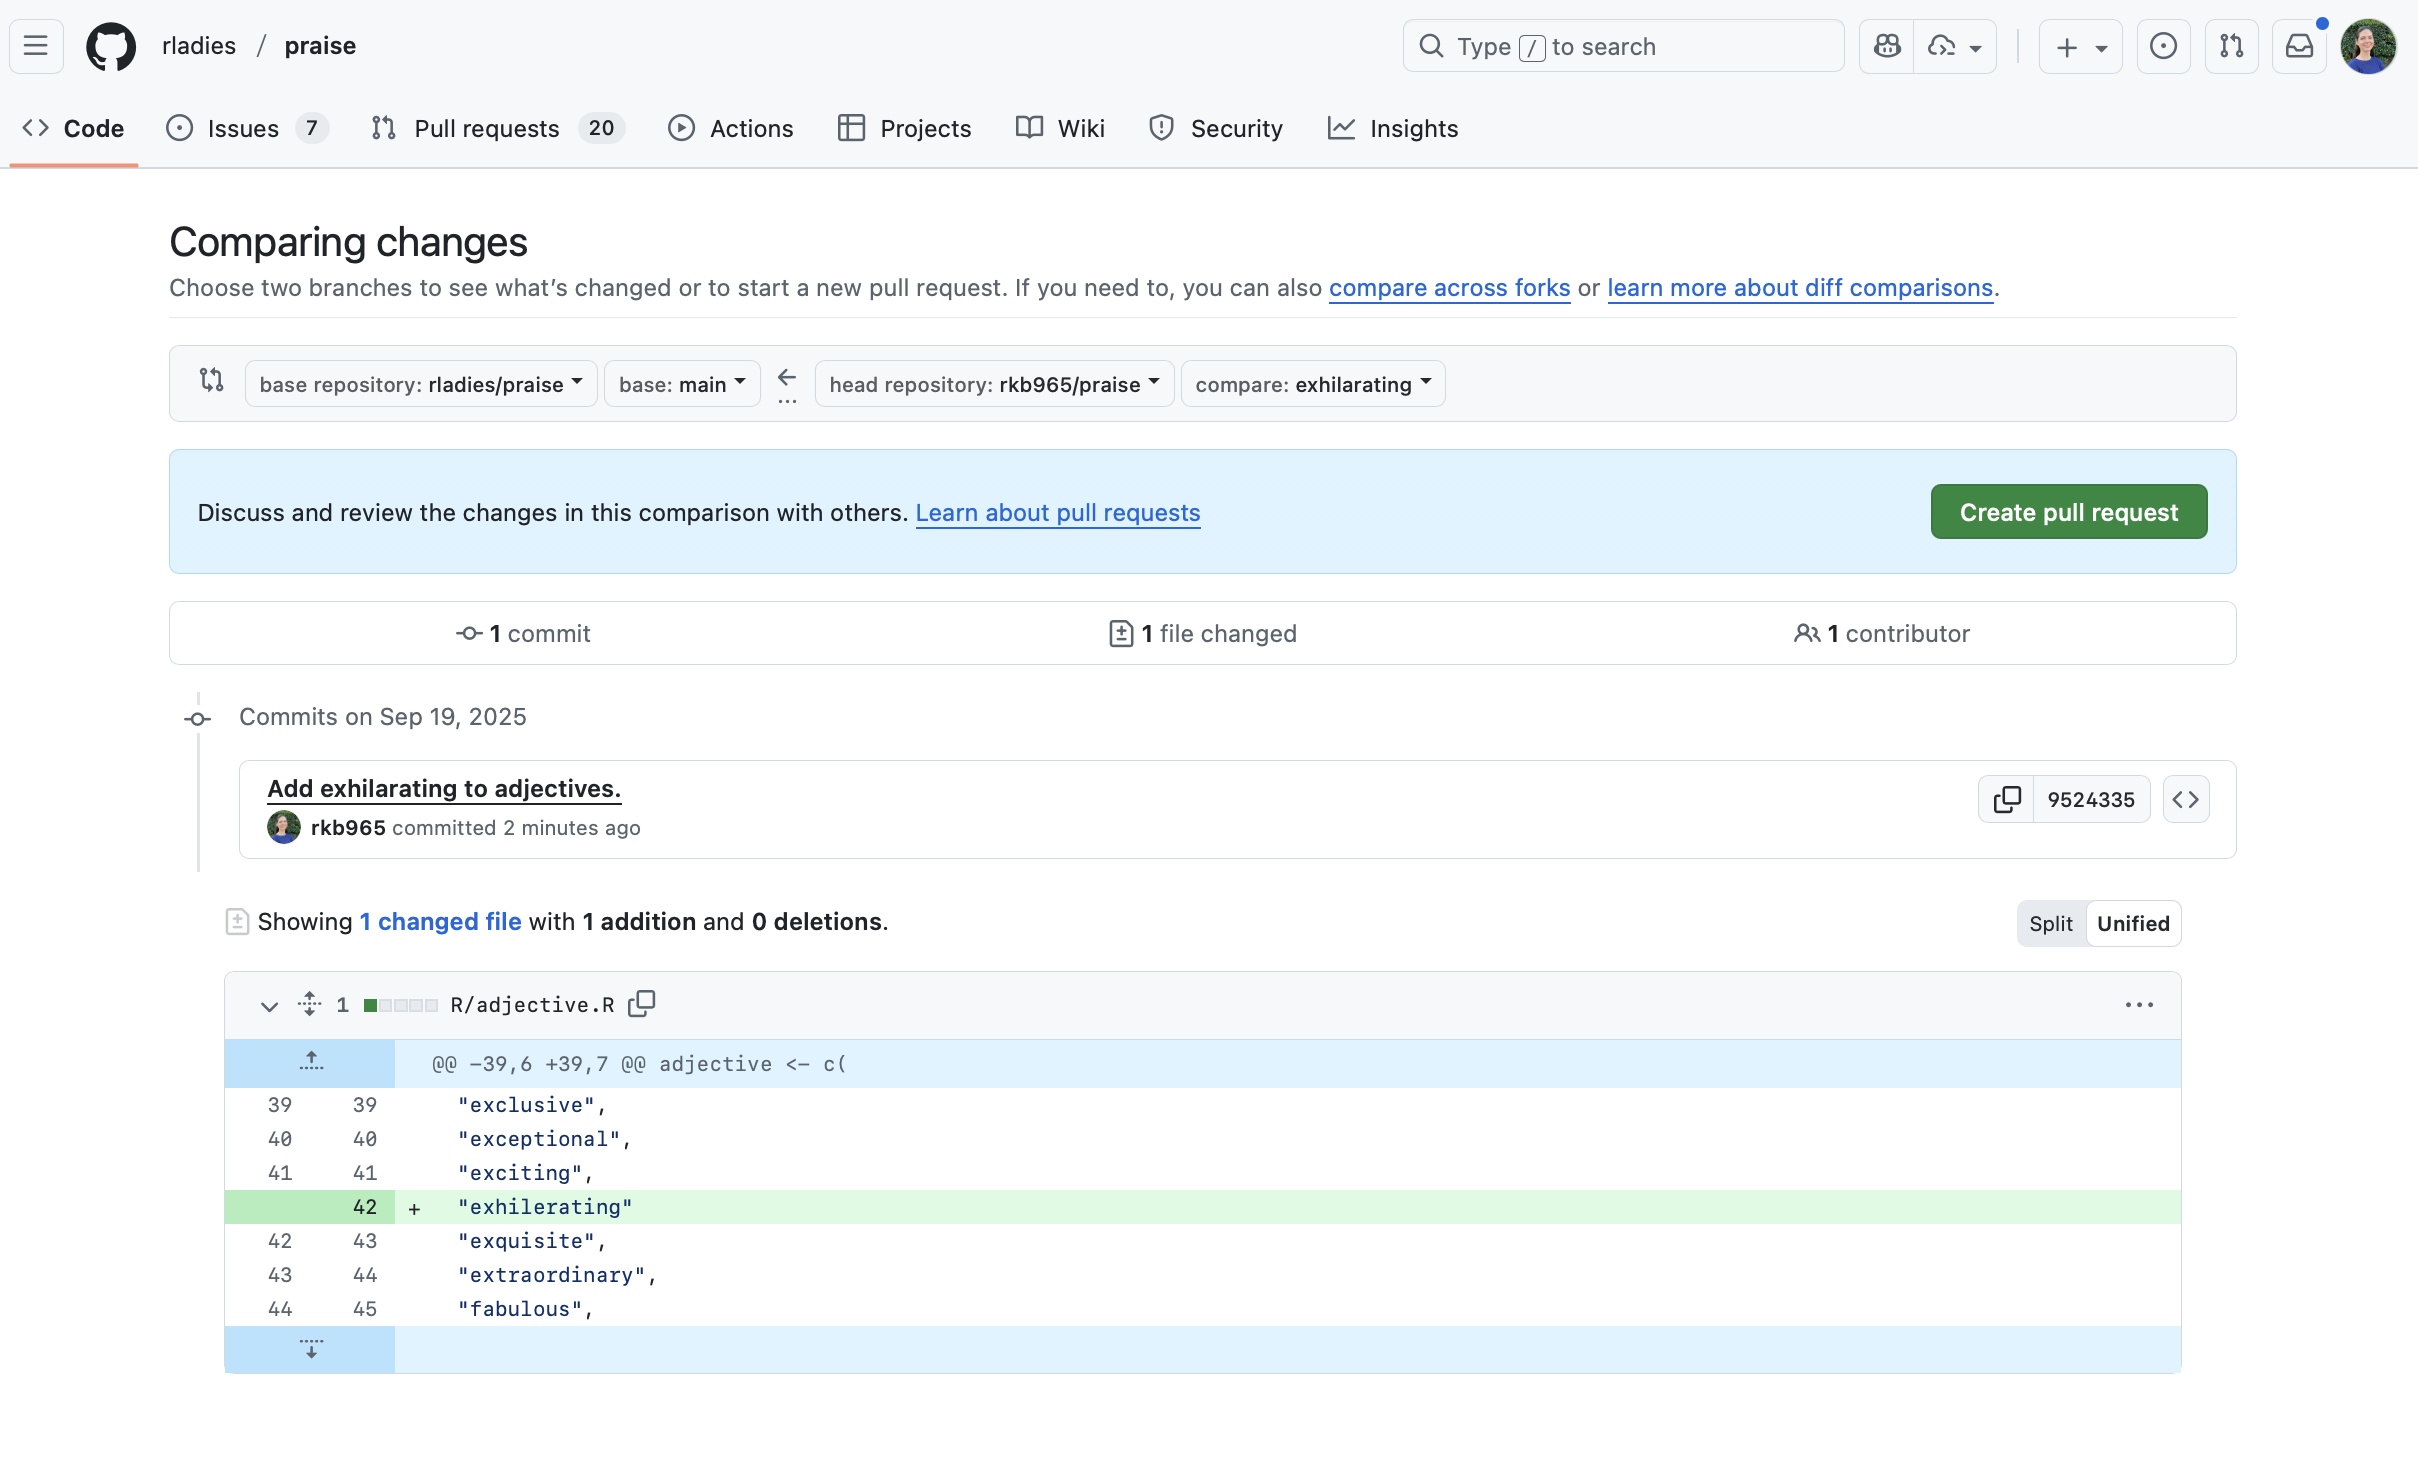 rladies / praise
Type / to search
Code
Issues 7
Pull requests 20
Actions
Projects
Wiki
Security
Insights
Comparing changes
Choose two branches to see what’s changed or to start a new pull request. If you need to, you can also compare across forks or learn more about diff comparisons.
base repository: rladies/praise base: main ... head repository: rkb965/praise compare: exhilarating
Discuss and review the changes in this comparison with others. Learn about pull requests
Create pull request
1 commit
1 file changed
1 contributor
Commits on Sep 19, 2025
Add exhilarating to adjectives.
rkb965 committed 2 minutes ago
9524335
Showing 1 changed file with 1 addition and 0 deletions.
Split Unified
1 R/adjective.R
@@ -39,6 +39,7 @@ adjective <- c(
39 39 "exclusive",
40 40 "exceptional",
41 41 "exciting",
42 + "exhilerating"
42 43 "exquisite",
43 44 "extraordinary",
44 45 "fabulous",